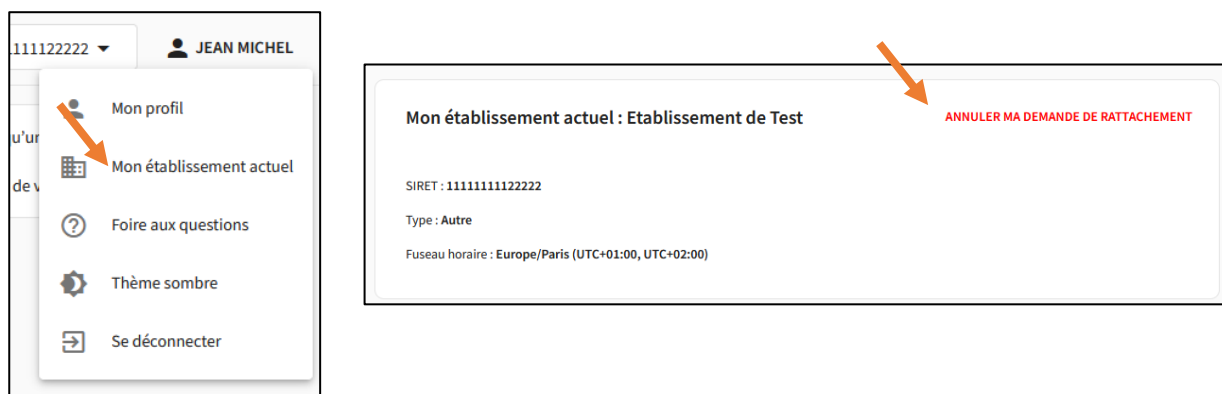 1111122222
JEAN MICHEL
Mon profil
Mon établissement actuel
Foire aux questions
Thème sombre
Se déconnecter
Mon établissement actuel : Etablissement de Test
ANNULER MA DEMANDE DE RATTACHEMENT
SIRET : 11111111122222
Type : Autre
Fuseau horaire : Europe/Paris (UTC+01:00, UTC+02:00)